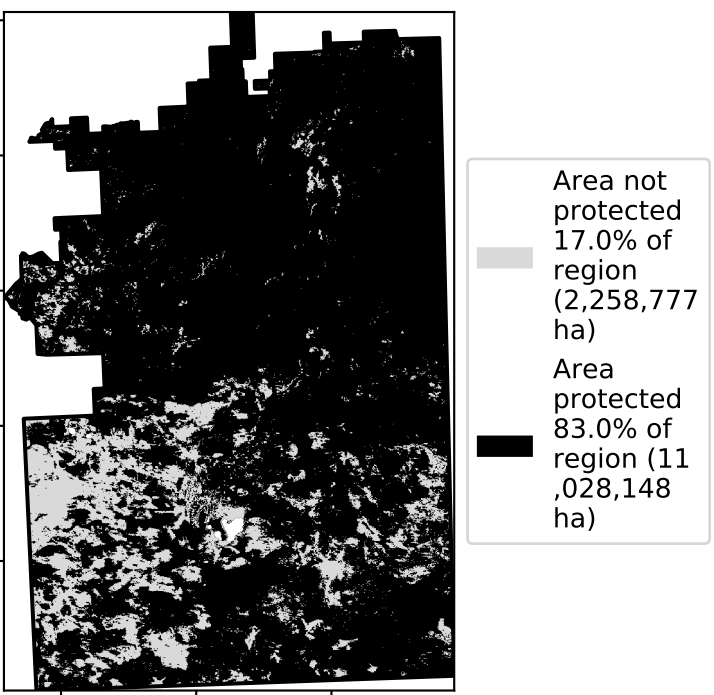 Area not
protected
17.0% of
region
(2,258,777
ha)
Area
protected
83.0% of
region (11
,028,148
ha)